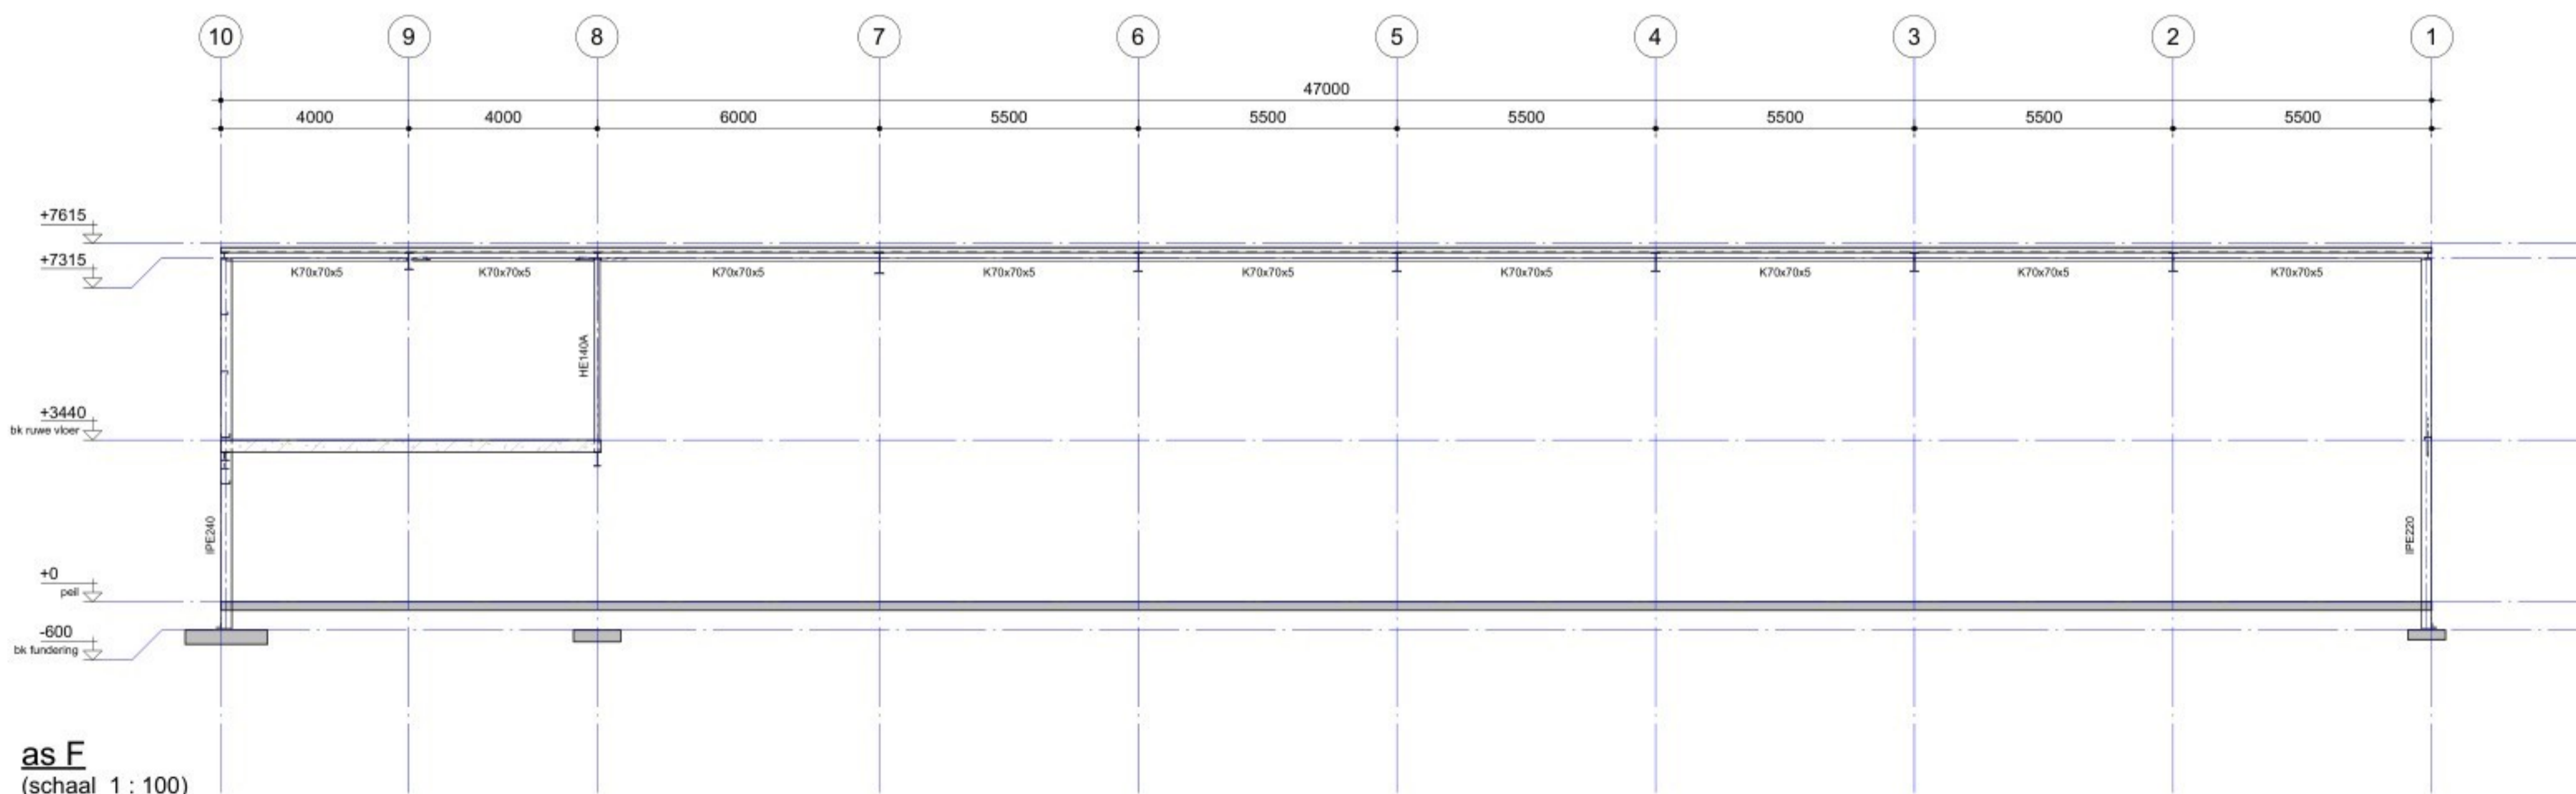 10 9 8 7 6 5 4 3 2 1
47000
4000 4000 6000 5500 5500 5500 5500 5500 5500
+7615
+7315
K70x70x5 K70x70x5 K70x70x5 K70x70x5 K70x70x5 K70x70x5 K70x70x5 K70x70x5 K70x70x5
HE140A
+3440
bk ruwe vloer
IPE240
IPE220
+0
peil
-600
bk fundering
as F
(schaal 1 : 100)